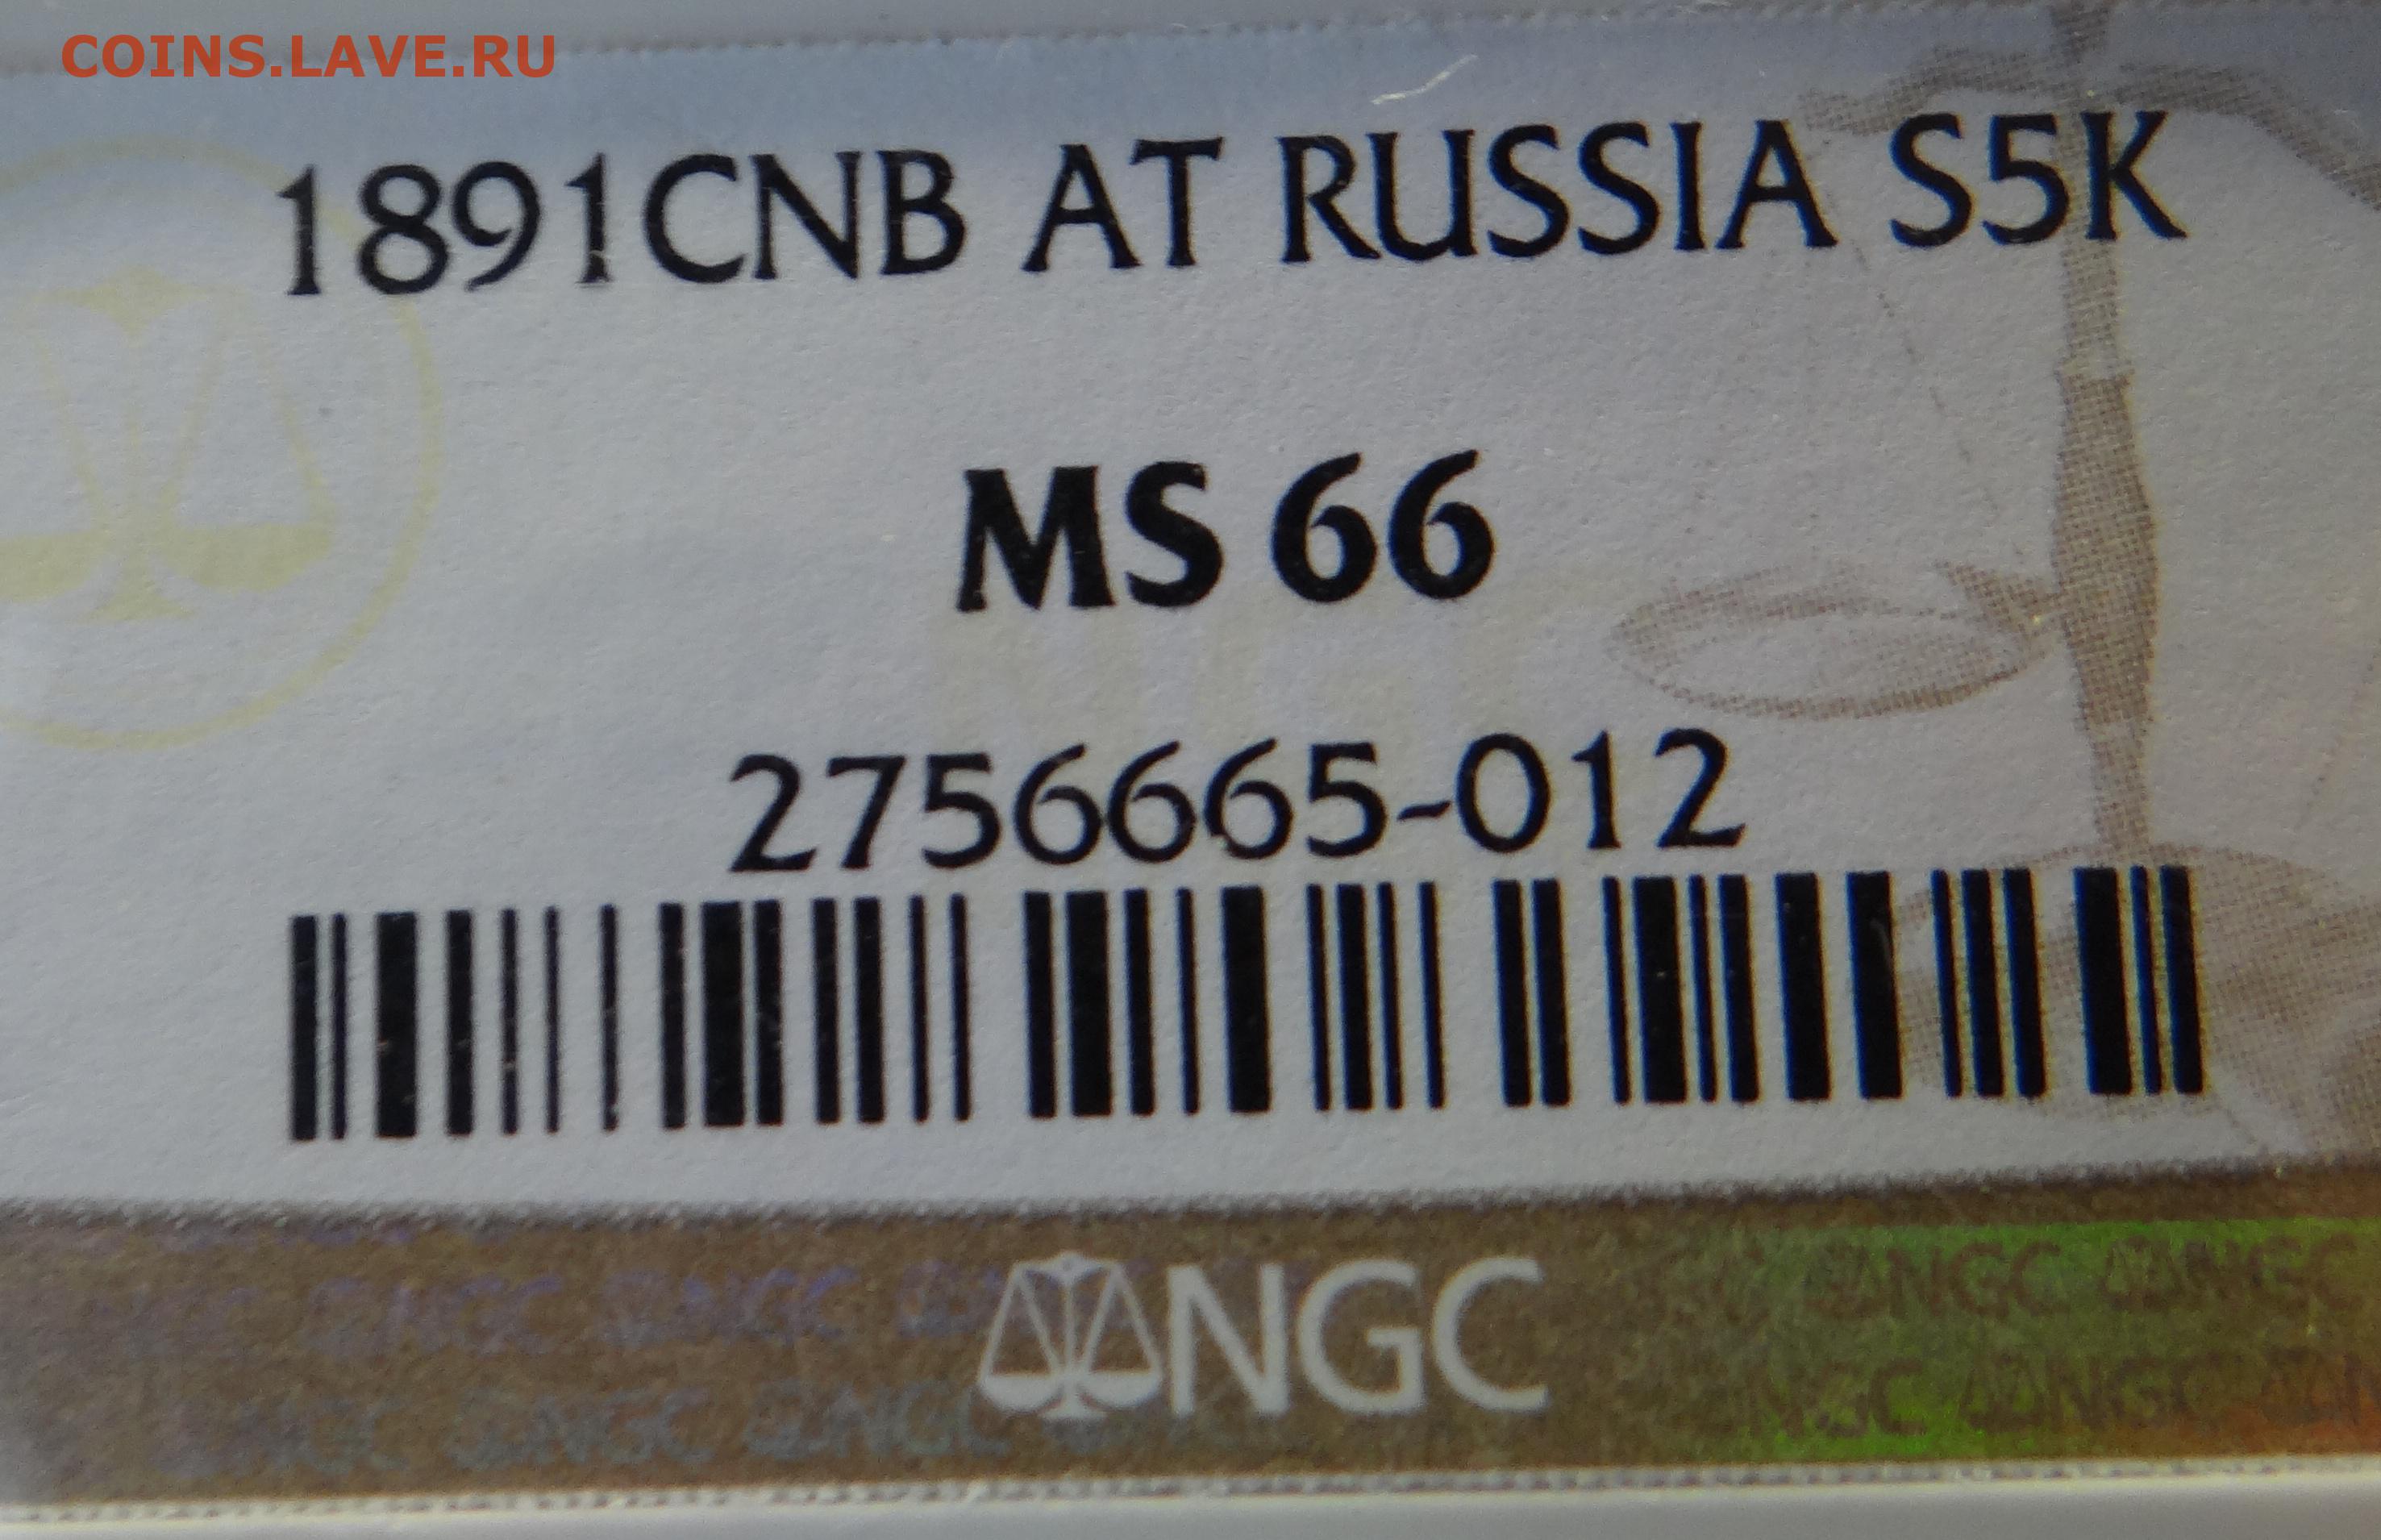 COINS.LAVE.RU
1891CNB AT RUSSIA S5K
MS 66
2756665-012
NGC